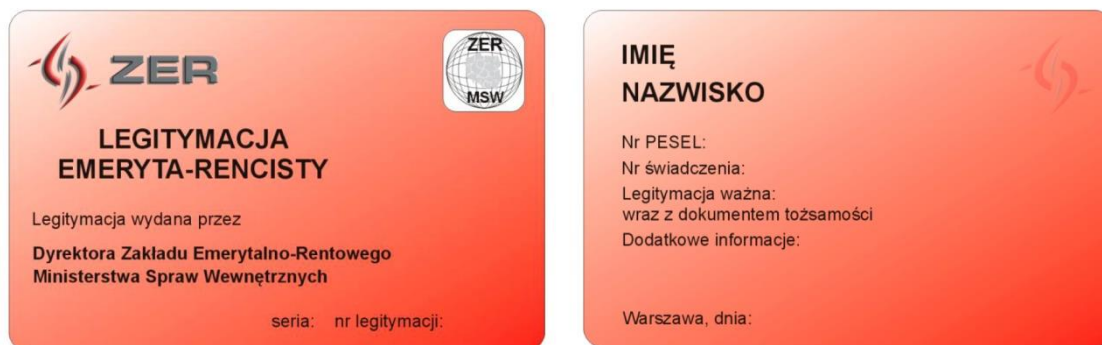 ZER
ZER
MSW
LEGITYMACJA
EMERYTA-RENCISTY
Legitymacja wydana przez
Dyrektora Zakładu Emerytalno-Rentowego
Ministerstwa Spraw Wewnętrznych
seria: nr legitymacji:
IMIĘ
NAZWISKO
Nr PESEL:
Nr świadczenia:
Legitymacja ważna:
wraz z dokumentem tożsamości
Dodatkowe informacje:
Warszawa, dnia: